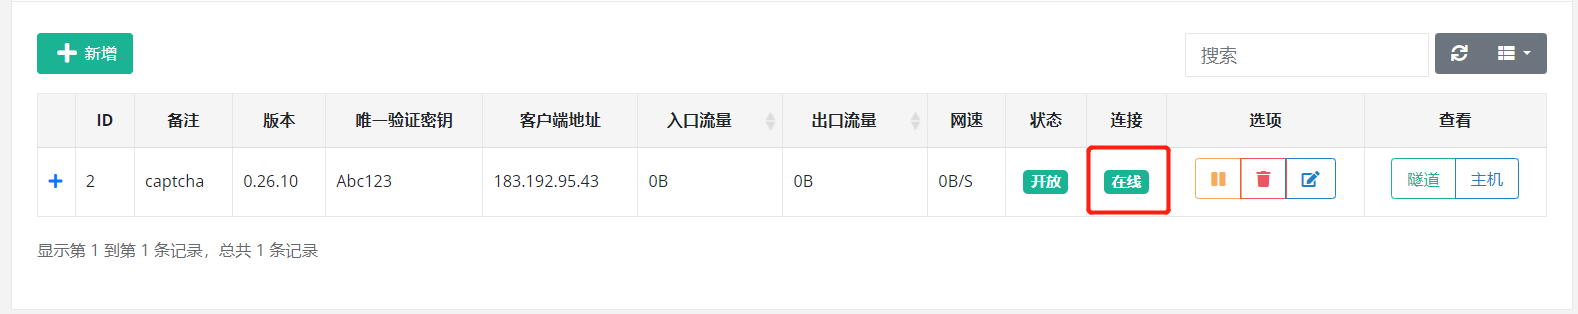 新增
搜索
ID 备注 版本 唯一验证密钥 客户端地址 入口流量 出口流量 网速 状态 连接 选项 查看
2 captcha 0.26.10 Abc123 183.192.95.43 0B 0B 0B/S 开放 在线 隧道 主机
显示第 1 到第 1 条记录，总共 1 条记录